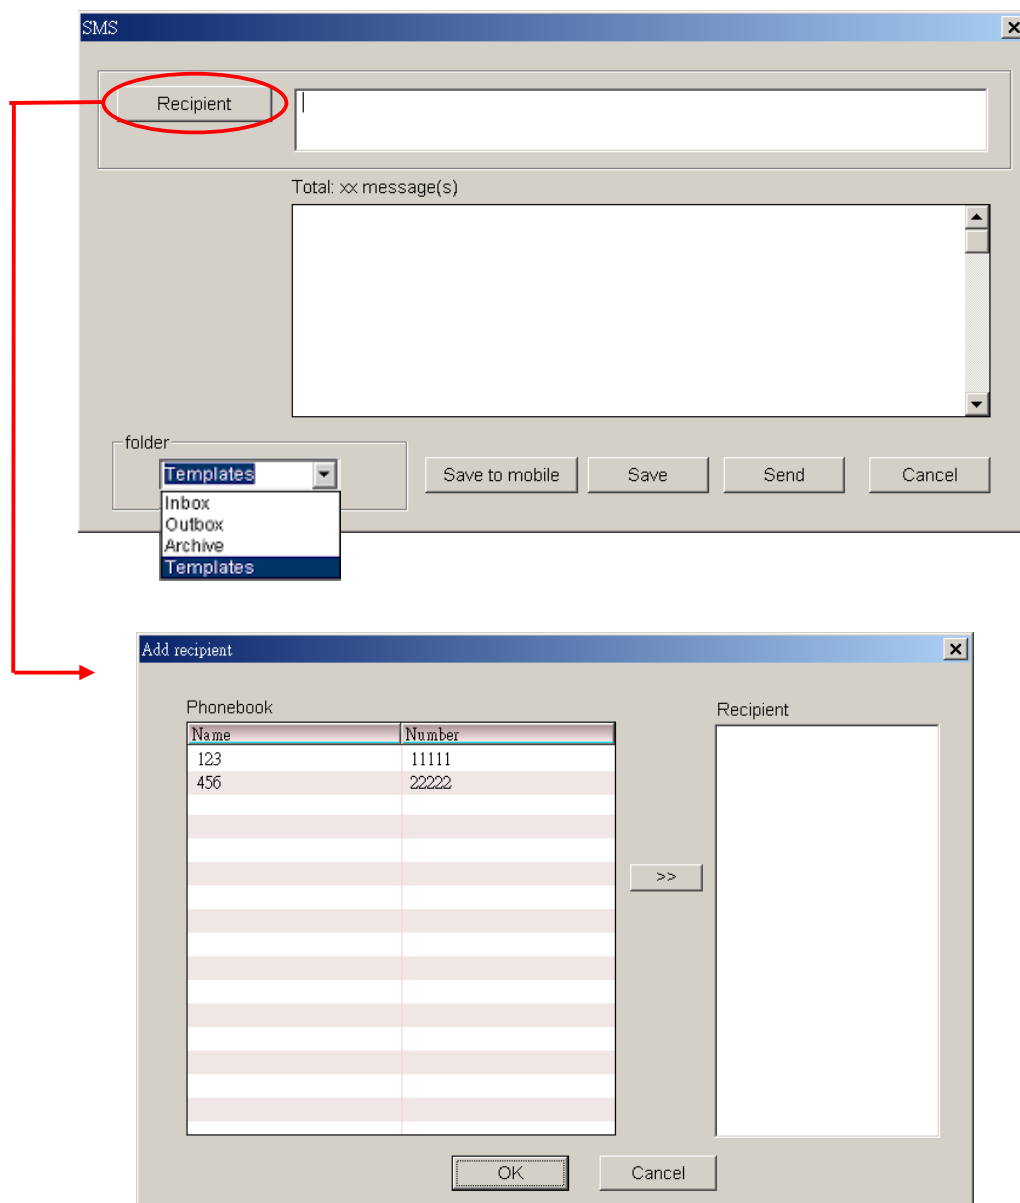 SMS
Recipient
Total: xx message(s)
folder
Templates
Inbox
Outbox
Archive
Templates
Save to mobile Save Send Cancel
Add recipient
Phonebook
Recipient
Name Number
123 11111
456 22222
>>
OK Cancel